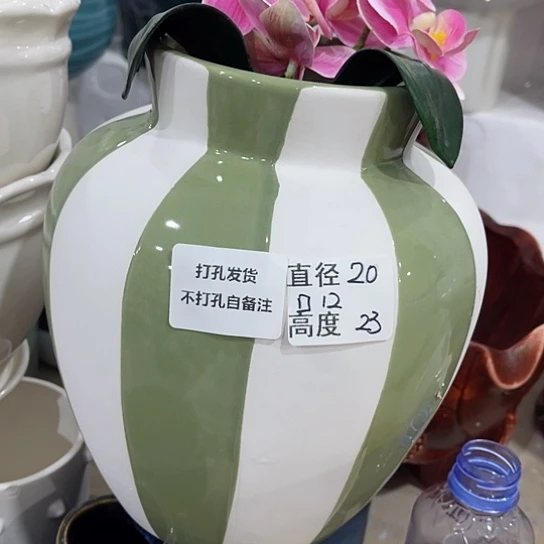 打孔发货
不打孔自备注
直径 20
口 12
高度 23